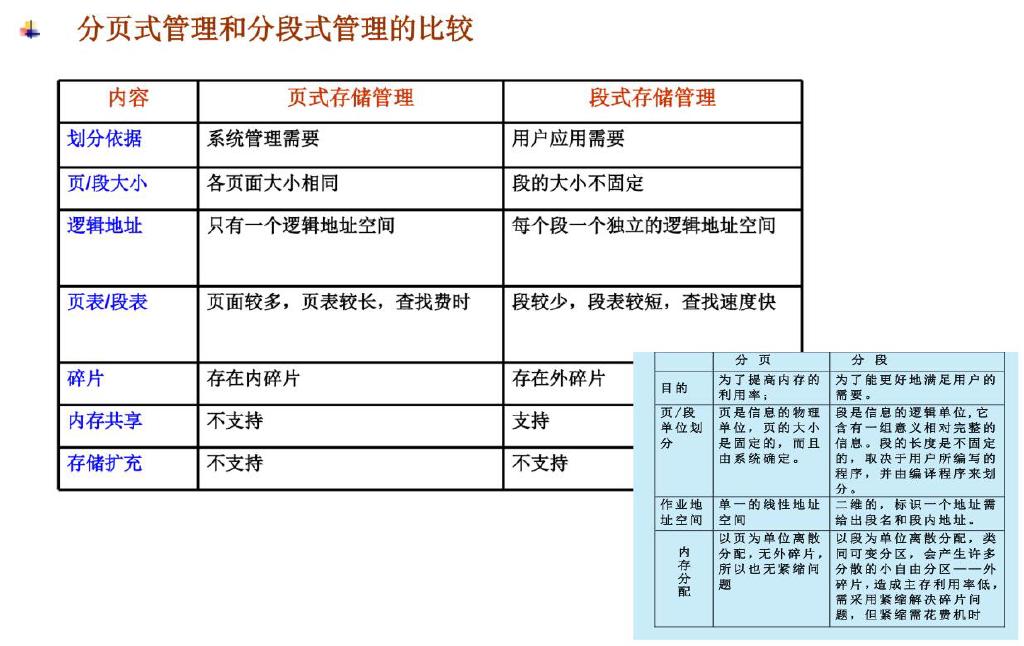 分页式管理和分段式管理的比较
内容 页式存储管理 段式存储管理
划分依据 系统管理需要 用户应用需要
页/段大小 各页面大小相同 段的大小不固定
逻辑地址 只有一个逻辑地址空间 每个段一个独立的逻辑地址空间
页表/段表 页面较多，页表较长，查找费时 段较少，段表较短，查找速度快
碎片 存在内碎片 存在外碎片
内存共享 不支持 支持
存储扩充 不支持 不支持
分 页 分 段
目的
为了提高内存的
利用率；
为了能更好地满足用户的
需要。
页/段
单位划
分
页是信息的物理
单位，页的大小
是固定的，而且
由系统确定。
段是信息的逻辑单位,它
含有一组意义相对完整的
信息。段的长度是不固定
的，取决于用户所编写的
程序，并由编译程序来划
分。
作业地
址空间
单一的线性地址
空间
二维的，标识一个地址需
给出段名和段内地址。
内
存
分
配
以页为单位离散
分配，无外碎片，
所以也无紧缩问
题
以段为单位离散分配，类
同可变分区，会产生许多
分散的小自由分区——外
碎片，造成主存利用率低，
需采用紧缩解决碎片问
题，但紧缩需花费机时